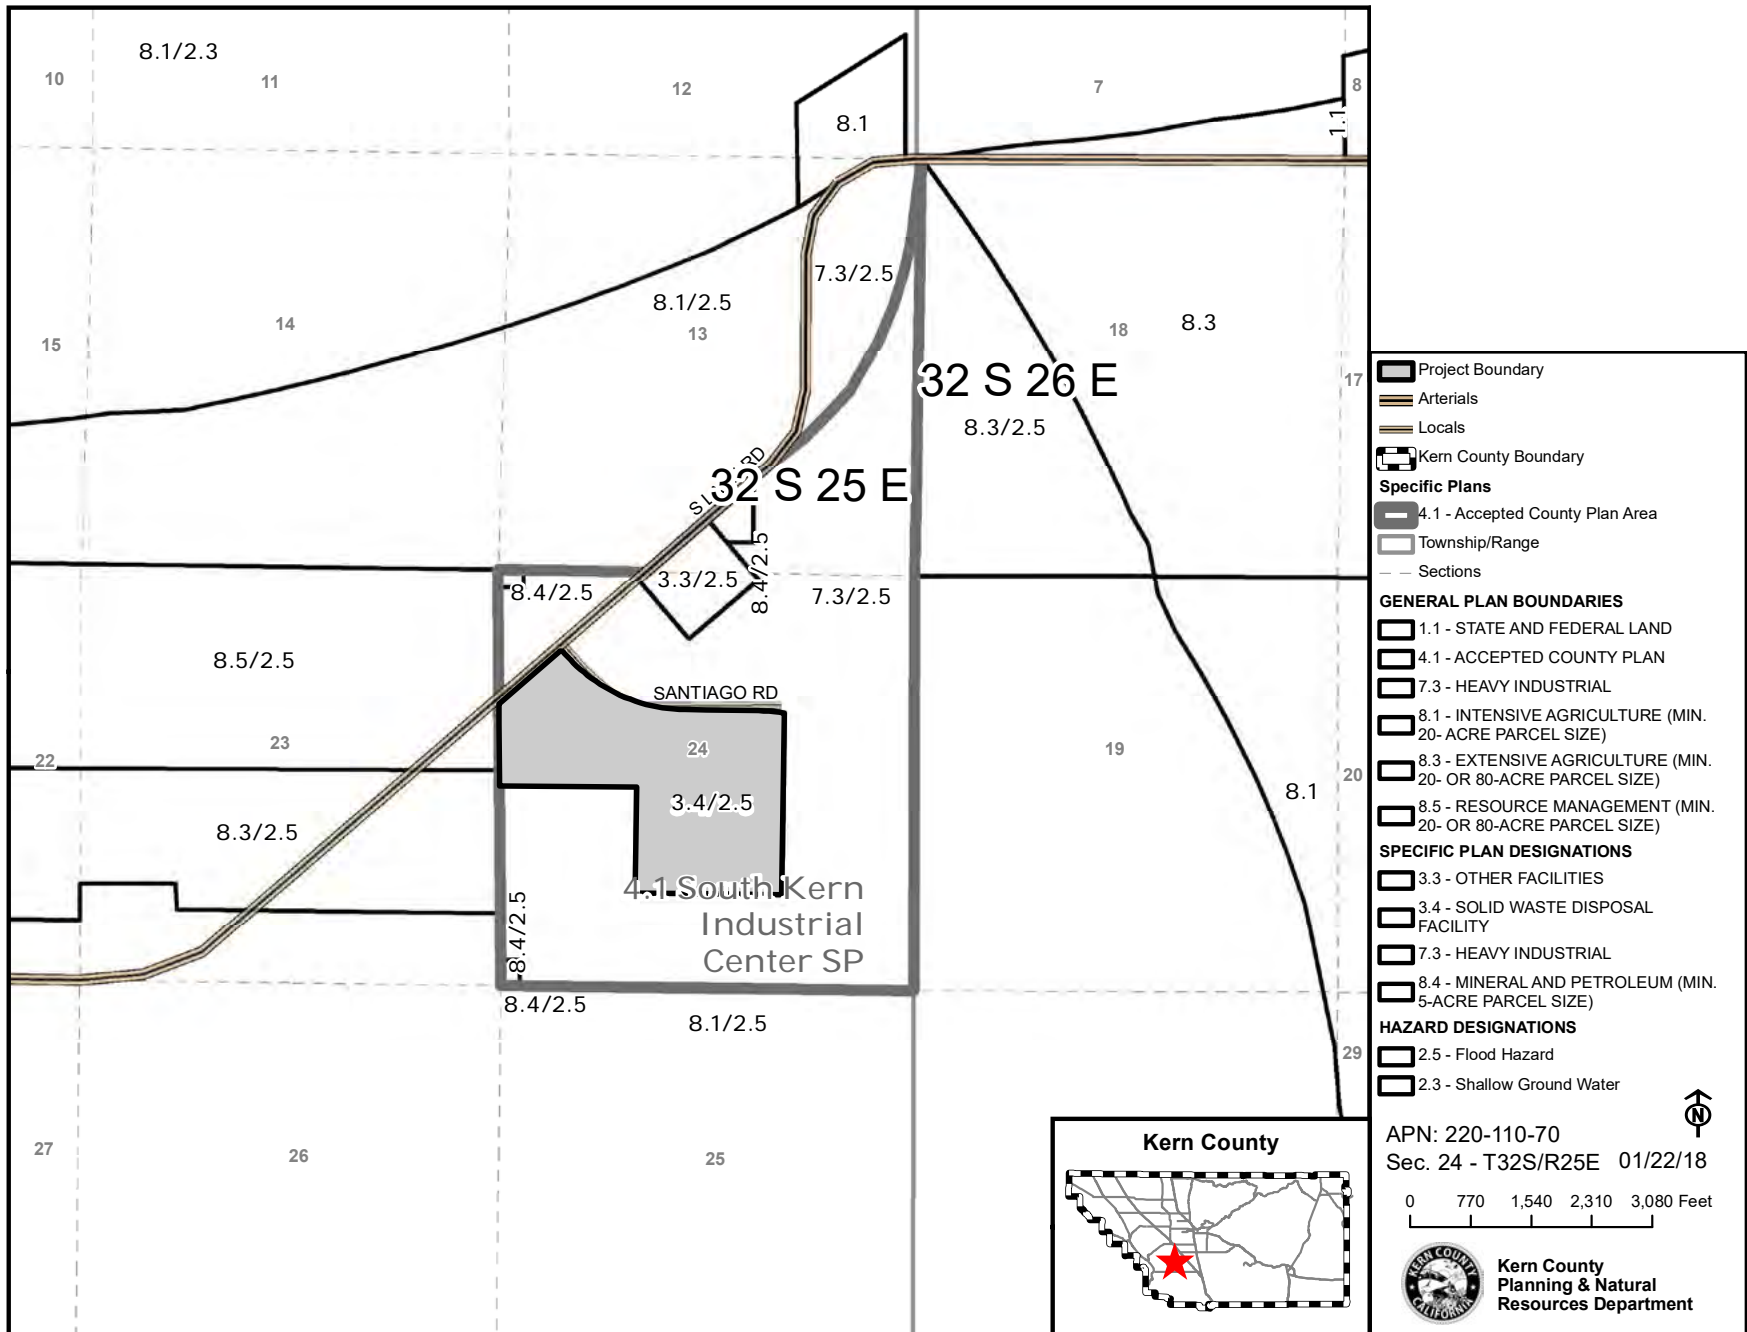 8.1/2.3
10
11
12
7
8
8.1
1.1
7.3/2.5
8.1/2.5
13
14
15
18
8.3
17
32 S 26 E
8.3/2.5
RD
32 S 25 E
8.4/2.5
3.3/2.5
8.4/2.5
7.3/2.5
8.5/2.5
SANTIAGO RD
23
22
24
19
20
3.4/2.5
8.1
8.3/2.5
4.1 South Kern
Industrial
Center SP
8.4/2.5
8.4/2.5
8.1/2.5
29
27
26
25
Project Boundary
Arterials
Locals
Kern County Boundary
Specific Plans
4.1 - Accepted County Plan Area
Township/Range
Sections
GENERAL PLAN BOUNDARIES
1.1 - STATE AND FEDERAL LAND
4.1 - ACCEPTED COUNTY PLAN
7.3 - HEAVY INDUSTRIAL
8.1 - INTENSIVE AGRICULTURE (MIN.
20- ACRE PARCEL SIZE)
8.3 - EXTENSIVE AGRICULTURE (MIN.
20- OR 80-ACRE PARCEL SIZE)
8.5 - RESOURCE MANAGEMENT (MIN.
20- OR 80-ACRE PARCEL SIZE)
SPECIFIC PLAN DESIGNATIONS
3.3 - OTHER FACILITIES
3.4 - SOLID WASTE DISPOSAL
FACILITY
7.3 - HEAVY INDUSTRIAL
8.4 - MINERAL AND PETROLEUM (MIN.
5-ACRE PARCEL SIZE)
HAZARD DESIGNATIONS
2.5 - Flood Hazard
2.3 - Shallow Ground Water
N
APN: 220-110-70
Sec. 24 - T32S/R25E 01/22/18
0 770 1,540 2,310 3,080 Feet
Kern County
KERN COUNTY
CALIFORNIA
Kern County
Planning & Natural
Resources Department